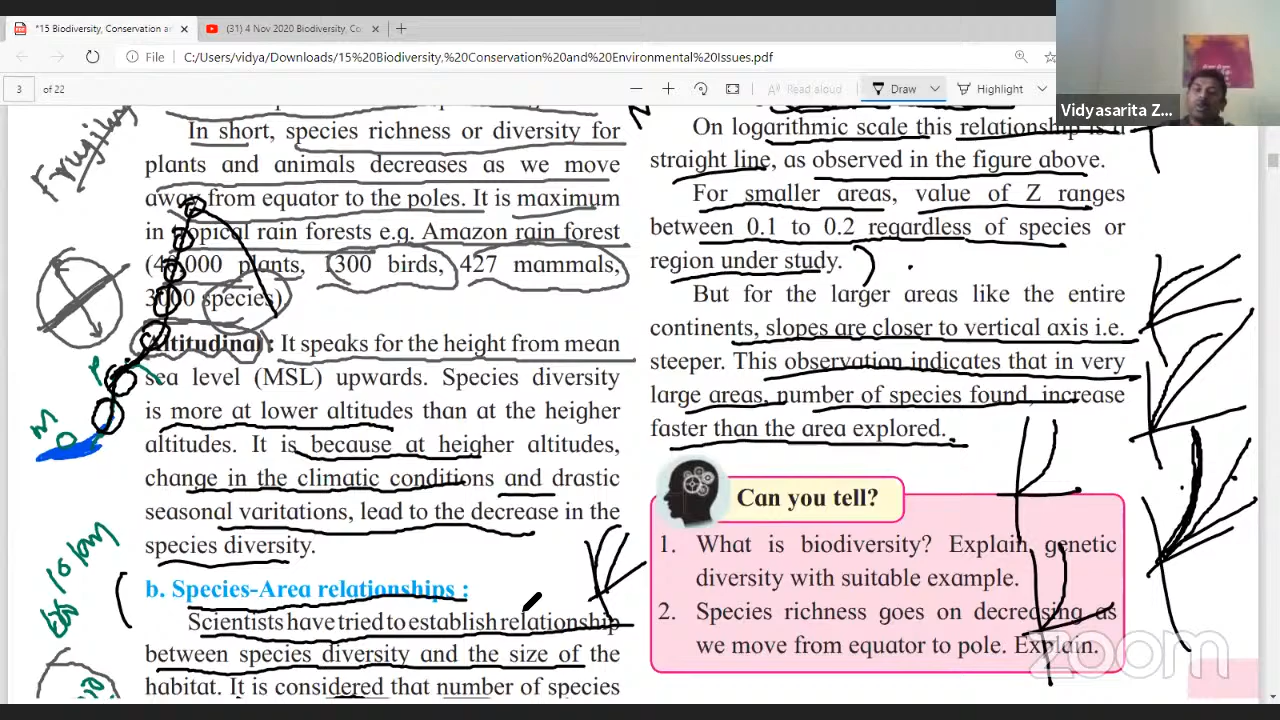 *15 Biodiversity, Conservation an
(31) 4 Nov 2020 Biodiversity, Co
File
C:/Users/vidya/Downloads/15%20Biodiversity,%20Conservation%20and%20Environmental%20Issues.pdf
3 of 22
Read aloud
Draw
Highlight
Vidyasarita Z...
In short, species richness or diversity for
plants and animals decreases as we move
away from equator to the poles. It is maximum
in tropical rain forests e.g. Amazon rain forest
plants, 1300 birds, 427 mammals,
3000 species)
Altitudinal : It speaks for the height from mean
sea level (MSL) upwards. Species diversity
is more at lower altitudes than at the heigher
altitudes. It is because at heigher altitudes,
change in the climatic conditions and drastic
seasonal varitations, lead to the decrease in the
species diversity.
b. Species-Area relationships :
Scientists have tried to establish relationship
between species diversity and the size of the
habitat. It is considered that number of species
M
P
On logarithmic scale this relationship is a
straight line, as observed in the figure above.
For smaller areas, value of Z ranges
between 0.1 to 0.2 regardless of species or
region under study.
But for the larger areas like the entire
continents, slopes are closer to vertical axis i.e.
steeper. This observation indicates that in very
large areas, number of species found, increase
faster than the area explored.
Can you tell?
1. What is biodiversity? Explain genetic
diversity with suitable example.
2. Species richness goes on decreasing as
we move from equator to pole. Explain.
zoom